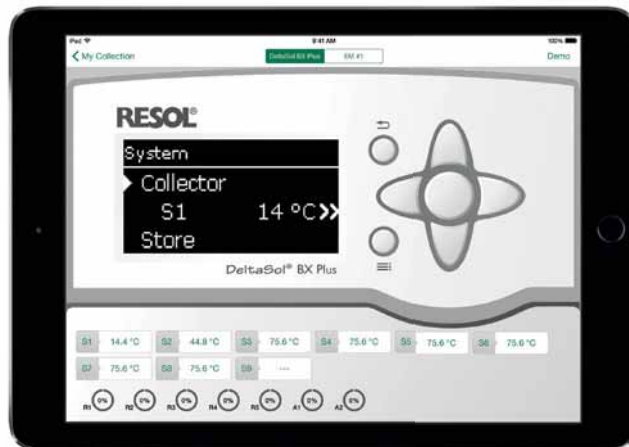 iPad 9:41 AM 100%
My Collection DeltaSol BX Plus EM #1 Demo
RESOL®
System
Collector
S1 14 °C
Store
DeltaSol® BX Plus
S1 14.4 °C S2 44.8 °C S3 75.6 °C S4 75.6 °C S5 75.6 °C S6 75.6 °C
S7 75.6 °C S8 75.6 °C S9 ----
R1 0% R2 0% R3 0% R4 0% R5 0% A1 0% A2 0%